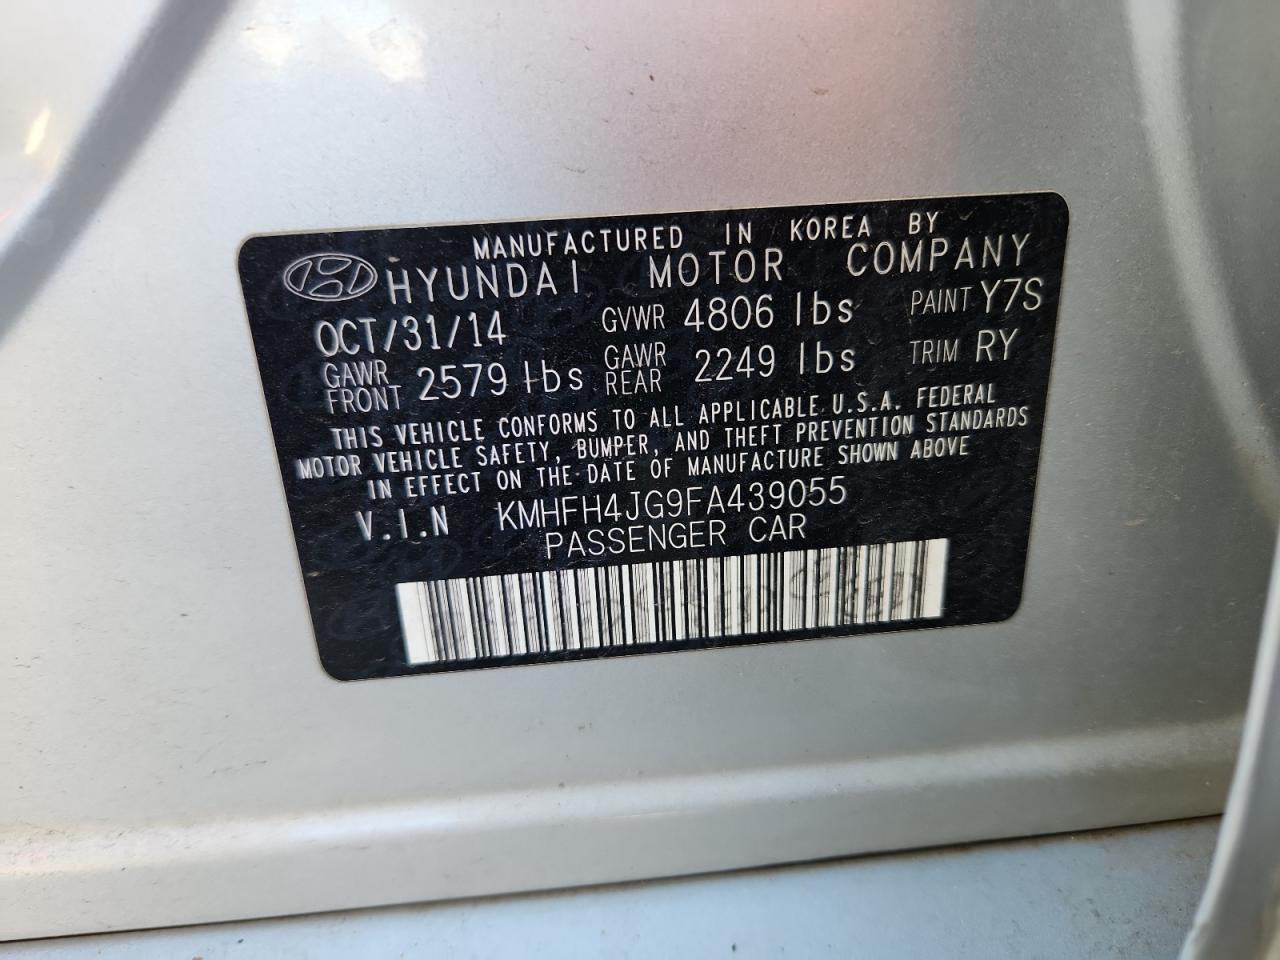 MANUFACTURED IN KOREA BY
HYUNDAI MOTOR COMPANY
OCT/31/14 GVWR 4806 lbs PAINT Y7S
GAWR FRONT 2579 lbs GAWR REAR 2249 lbs TRIM RY
THIS VEHICLE CONFORMS TO ALL APPLICABLE U.S.A. FEDERAL
MOTOR VEHICLE SAFETY, BUMPER, AND THEFT PREVENTION STANDARDS
IN EFFECT ON THE DATE OF MANUFACTURE SHOWN ABOVE
V.I.N KMHFH4JG9FA439055
PASSENGER CAR